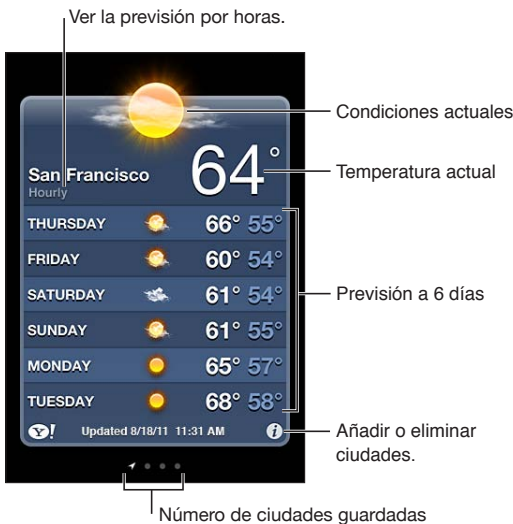 Ver la previsión por horas.
Condiciones actuales
64°
Temperatura actual
San Francisco
Hourly
THURSDAY 66° 55°
FRIDAY 60° 54°
SATURDAY 61° 54°
Previsión a 6 días
SUNDAY 61° 55°
MONDAY 65° 57°
TUESDAY 68° 58°
Y! Updated 8/18/11 11:31 AM i
Añadir o eliminar
ciudades.
Número de ciudades guardadas